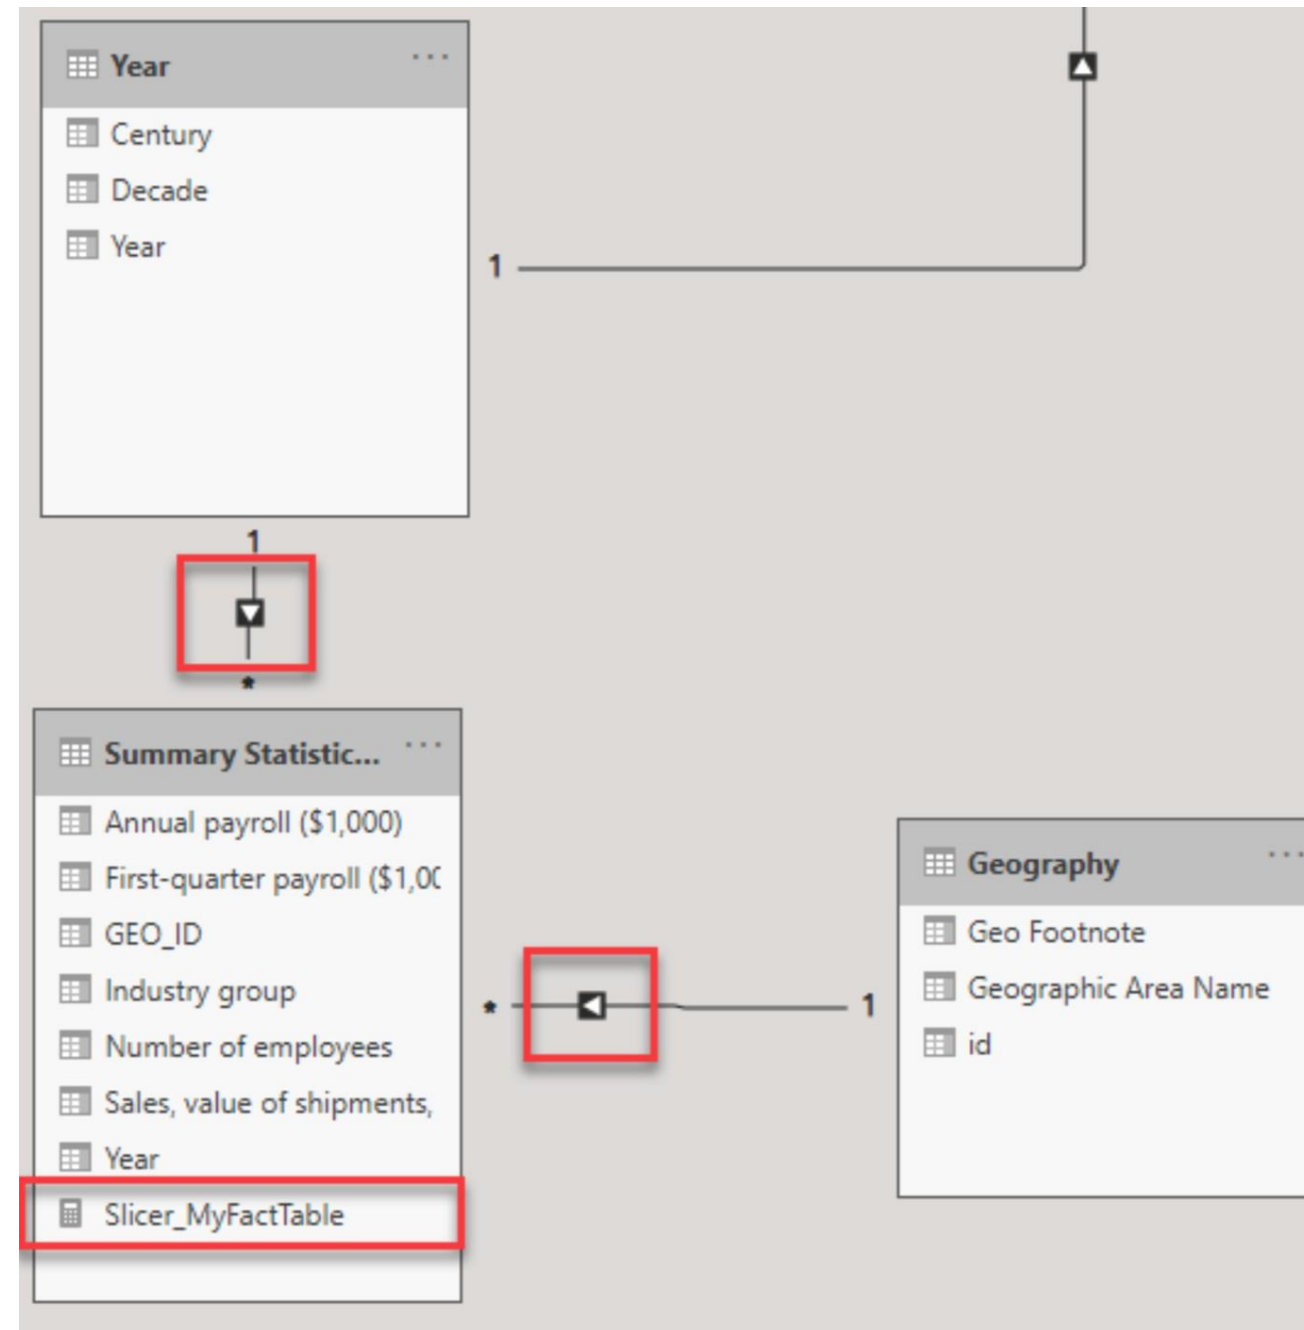 Year ...
Century
Decade
Year
1
1
*
Summary Statistic... ...
Annual payroll ($1,000)
First-quarter payroll ($1,00
GEO_ID
Industry group
Number of employees
Sales, value of shipments,
Year
Slicer_MyFactTable
* 1
Geography ...
Geo Footnote
Geographic Area Name
id